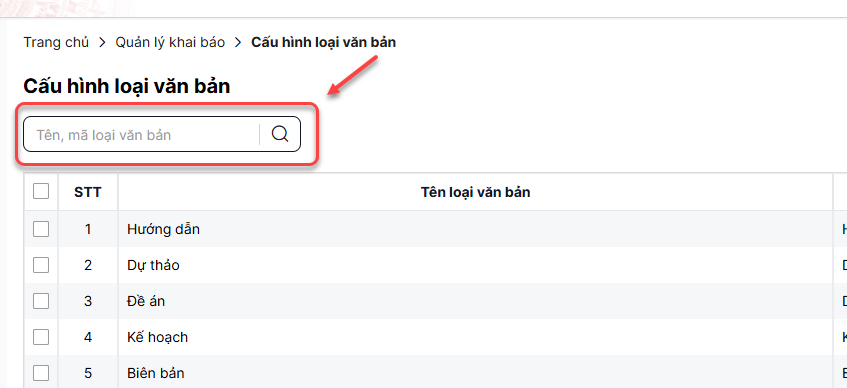 Trang chủ > Quản lý khai báo > Cấu hình loại văn bản
Cấu hình loại văn bản
Tên, mã loại văn bản
STT Tên loại văn bản
1 Hướng dẫn
2 Dự thảo
3 Đề án
4 Kế hoạch
5 Biên bản